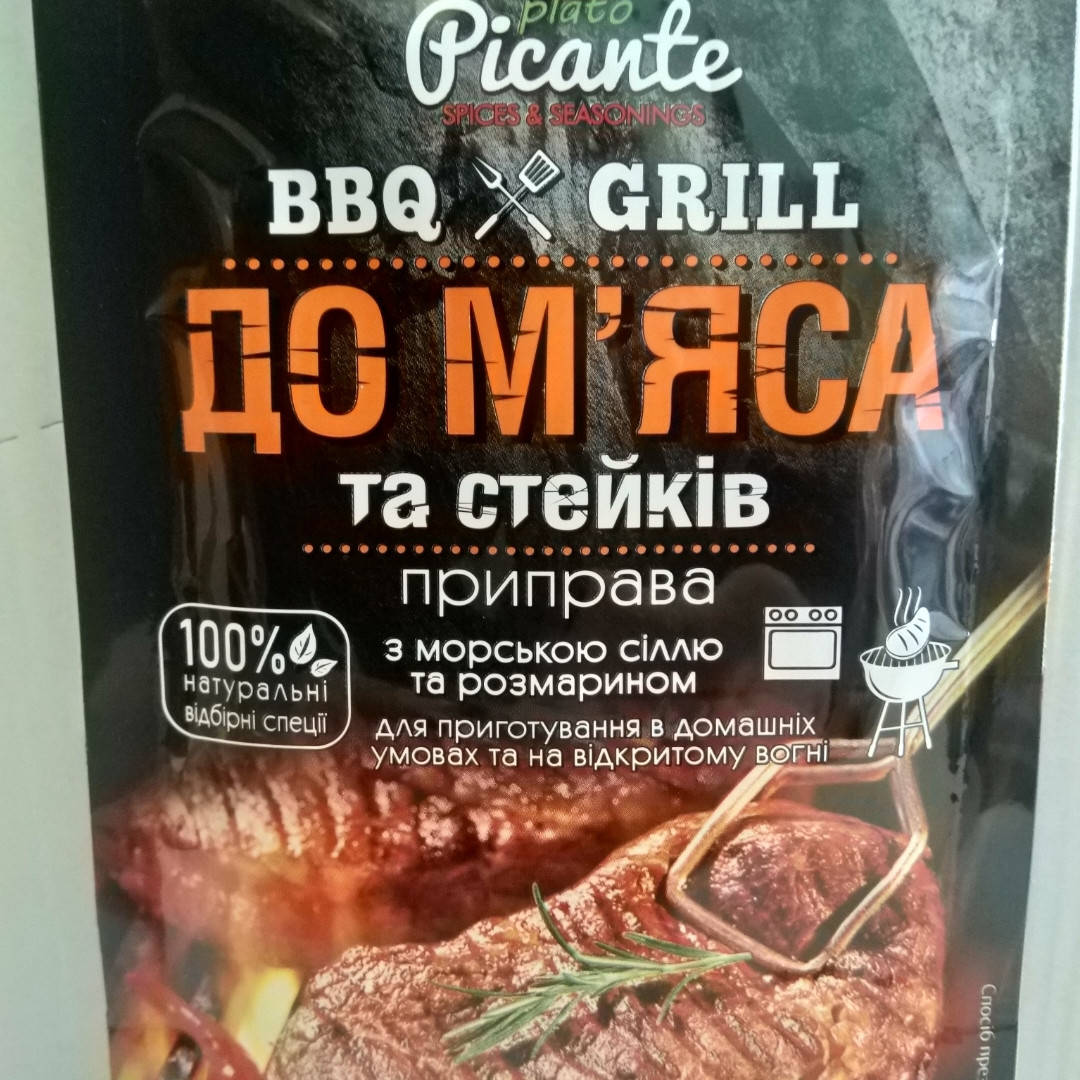 plato
Picante
SPICES & SEASONINGS
BBQ GRILL
ДО М'ЯСА
та стейків
приправа
з морською сіллю
та розмарином
100%
натуральні
відбірні спеції
для приготування в домашніх
умовах та на відкритому вогні
Спосіб